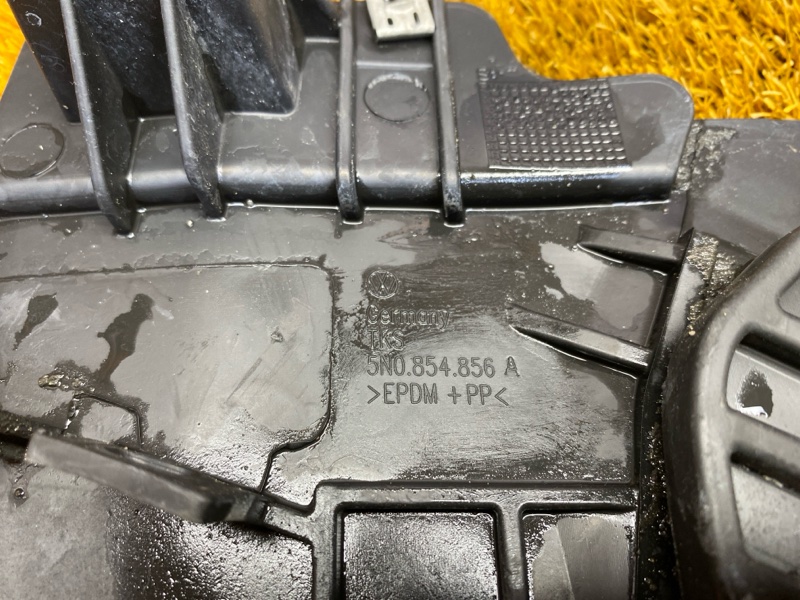 Germany
TKS
5N0.854.856 A
>EPDM +PP<